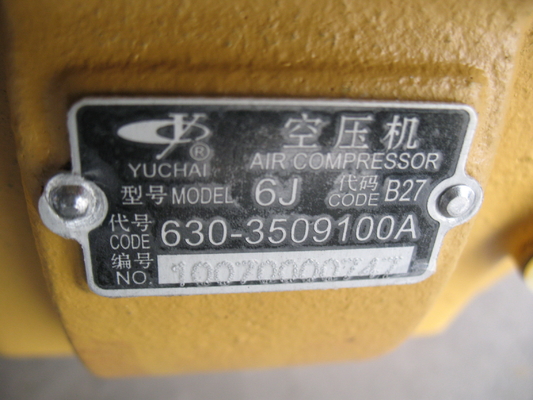 空压机
YUCHAI ® AIR COMPRESSOR
型号 MODEL 6J 代码 CODE B27
代号 CODE 630-3509100A
编号 NO. 10070000747